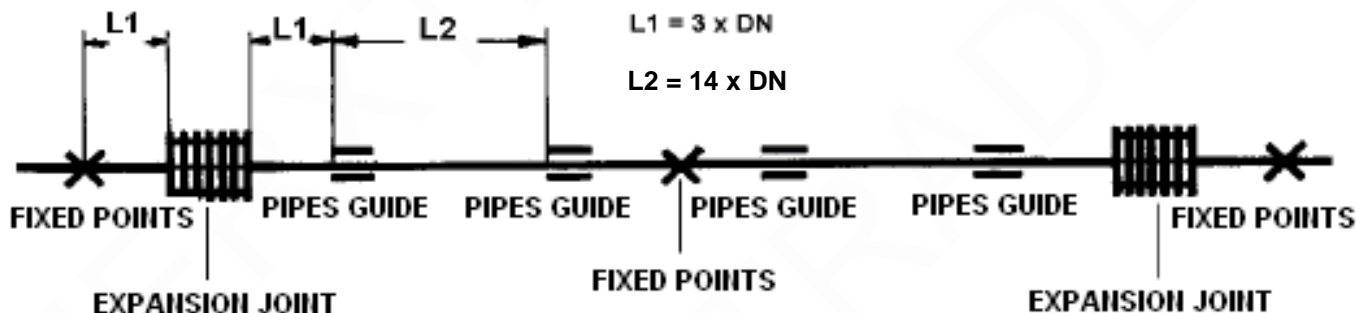 L1 L1 L2 L1 = 3 x DN
L2 = 14 x DN
FIXED POINTS PIPES GUIDE PIPES GUIDE PIPES GUIDE PIPES GUIDE FIXED POINTS
FIXED POINTS
EXPANSION JOINT EXPANSION JOINT